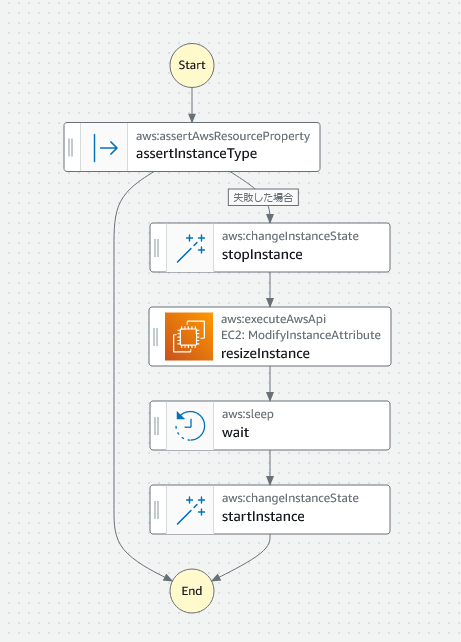 Start
aws:assertAwsResourceProperty
assertInstanceType
失敗した場合
aws:changeInstanceState
stopInstance
aws:executeAwsApi
EC2: ModifyInstanceAttribute
resizeInstance
aws:sleep
wait
aws:changeInstanceState
startInstance
End